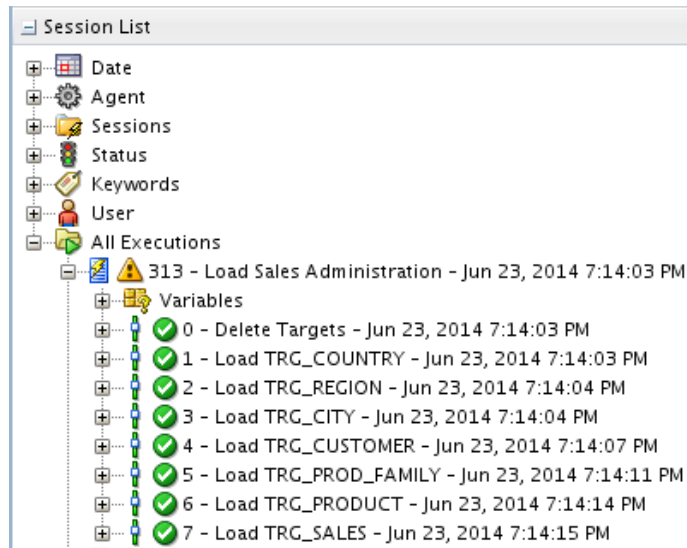 Session List
Date
Agent
Sessions
Status
Keywords
User
All Executions
313 - Load Sales Administration - Jun 23, 2014 7:14:03 PM
Variables
0 - Delete Targets - Jun 23, 2014 7:14:03 PM
1 - Load TRG_COUNTRY - Jun 23, 2014 7:14:03 PM
2 - Load TRG_REGION - Jun 23, 2014 7:14:04 PM
3 - Load TRG_CITY - Jun 23, 2014 7:14:04 PM
4 - Load TRG_CUSTOMER - Jun 23, 2014 7:14:07 PM
5 - Load TRG_PROD_FAMILY - Jun 23, 2014 7:14:11 PM
6 - Load TRG_PRODUCT - Jun 23, 2014 7:14:14 PM
7 - Load TRG_SALES - Jun 23, 2014 7:14:15 PM